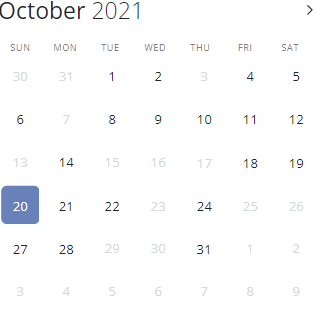 October 2021
SUN MON TUE WED THU FRI SAT
30 31 1 2 3 4 5
6 7 8 9 10 11 12
13 14 15 16 17 18 19
20 21 22 23 24 25 26
27 28 29 30 31 1 2
3 4 5 6 7 8 9